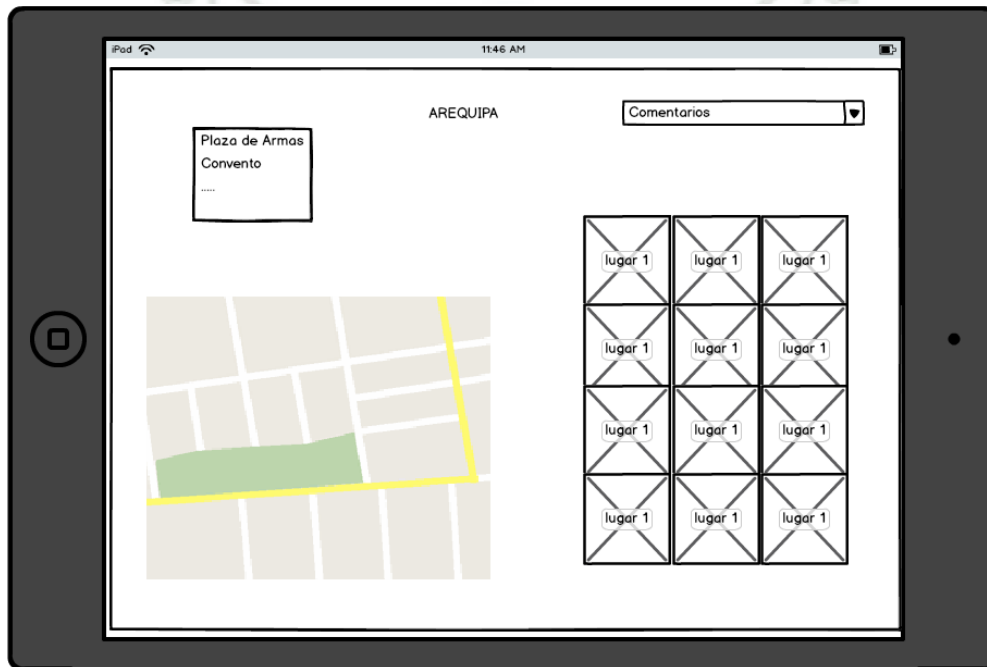 iPad
11:46 AM
AREQUIPA
Comentarios
Plaza de Armas
Convento
.....
lugar 1 lugar 1 lugar 1
lugar 1 lugar 1 lugar 1
lugar 1 lugar 1 lugar 1
lugar 1 lugar 1 lugar 1